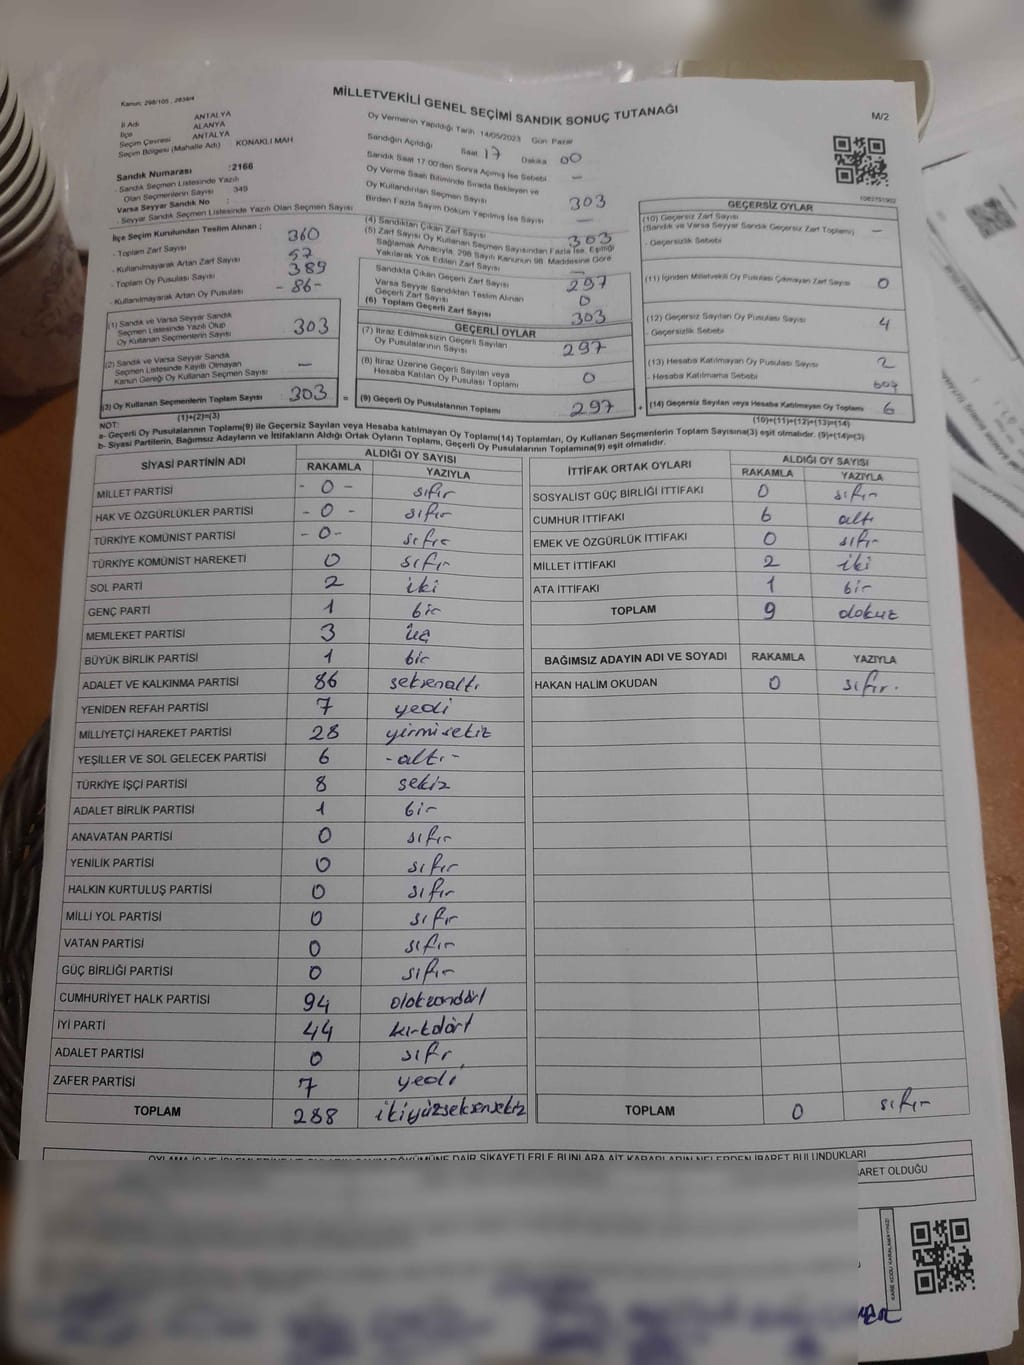 Kanun: 298/105 , 2839/4
MİLLETVEKİLİ GENEL SEÇİMİ SANDIK SONUÇ TUTANAĞI
M/2
İl Adı ANTALYA
İlçe ALANYA
Seçim Çevresi ANTALYA
Seçim Bölgesi (Mahalle Adı) KONAKLI MAH
Sandık Numarası :2166
- Sandık Seçmen Listesinde Yazılı
Olan Seçmenlerin Sayısı : 349
Varsa Seyyar Sandık No :
- Seyyar Sandık Seçmen Listesinde Yazılı Olan Seçmen Sayısı
Oy Vermenin Yapıldığı Tarih 14/05/2023 Gün Pazar
Sandığın Açıldığı Saat 17 Dakika 00
Sandık Saat 17:00'den Sonra Açılmış İse Sebebi —
Oy Verme Saati Bitiminde Sırada Bekleyen ve
Oy Kullandırılan Seçmen Sayısı 303
Birden Fazla Sayım Döküm Yapılmış İse Sayısı —
İlçe Seçim Kurulundan Teslim Alınan ;
- Toplam Zarf Sayısı 360
- Kullanılmayarak Artan Zarf Sayısı 57
- Toplam Oy Pusulası Sayısı 389
- Kullanılmayarak Artan Oy Pusulası - 86 -
(1) Sandık ve Varsa Seyyar Sandık
Seçmen Listesinde Yazılı Olup
Oy Kullanan Seçmenlerin Sayısı 303
(2) Sandık ve Varsa Seyyar Sandık
Seçmen Listesinde Kayıtlı Olmayan
Kanun Gereği Oy Kullanan Seçmen Sayısı —
(3) Oy Kullanan Seçmenlerin Toplam Sayısı 303 =
(1)+(2)=(3)
(4) Sandıktan Çıkan Zarf Sayısı 303
(5) Zarf Sayısı Oy Kullanan Seçmen Sayısından Fazla İse, Eşitliği
Sağlamak Amacıyla, 298 Sayılı Kanunun 98. Maddesine Göre
Yakılarak Yok Edilen Zarf Sayısı —
Sandıkta Çıkan Geçerli Zarf Sayısı 297
Varsa Seyyar Sandıktan Teslim Alınan
Geçerli Zarf Sayısı 0
(6) Toplam Geçerli Zarf Sayısı 303
GEÇERLİ OYLAR
(7) İtiraz Edilmeksizin Geçerli Sayılan
Oy Pusulalarının Sayısı 297
(8) İtiraz Üzerine Geçerli Sayılan veya
Hesaba Katılan Oy Pusulası Toplamı 0
(9) Geçerli Oy Pusulalarının Toplamı 297 +
1083751902
GEÇERSİZ OYLAR
(10) Geçersiz Zarf Sayısı
(Sandık ve Varsa Seyyar Sandık Geçersiz Zarf Toplamı) —
- Geçersizlik Sebebi
(11) İçinden Milletvekili Oy Pusulası Çıkmayan Zarf Sayısı 0
(12) Geçersiz Sayılan Oy Pusulası Sayısı 4
- Geçersizlik Sebebi
(13) Hesaba Katılmayan Oy Pusulası Sayısı 2
- Hesaba Katılmama Sebebi boş
(14) Geçersiz Sayılan veya Hesaba Katılmayan Oy Toplamı 6
(10)+(11)+(12)+(13)=(14)
NOT:
a- Geçerli Oy Pusulalarının Toplamı(9) ile Geçersiz Sayılan veya Hesaba katılmayan Oy Toplamı(14) Toplamları, Oy Kullanan Seçmenlerin Toplam Sayısına(3) eşit olmalıdır. (9)+(14)=(3)
b- Siyasi Partilerin, Bağımsız Adayların ve İttifakların Aldığı Ortak Oyların Toplamı, Geçerli Oy Pusulalarının Toplamına(9) eşit olmalıdır.
SİYASİ PARTİNİN ADI ALDIĞI OY SAYISI
RAKAMLA YAZIYLA
MİLLET PARTİSİ - 0 - sıfır
HAK VE ÖZGÜRLÜKLER PARTİSİ - 0 - sıfır
TÜRKİYE KOMÜNİST PARTİSİ - 0 - sıfır
TÜRKİYE KOMÜNİST HAREKETİ 0 sıfır
SOL PARTİ 2 iki
GENÇ PARTİ 1 bir
MEMLEKET PARTİSİ 3 üç
BÜYÜK BİRLİK PARTİSİ 1 bir
ADALET VE KALKINMA PARTİSİ 86 seksenaltı
YENİDEN REFAH PARTİSİ 7 yedi
MİLLİYETÇİ HAREKET PARTİSİ 28 yirmisekiz
YEŞİLLER VE SOL GELECEK PARTİSİ 6 - altı -
TÜRKİYE İŞÇİ PARTİSİ 8 sekiz
ADALET BİRLİK PARTİSİ 1 bir
ANAVATAN PARTİSİ 0 sıfır
YENİLİK PARTİSİ 0 sıfır
HALKIN KURTULUŞ PARTİSİ 0 sıfır
MİLLİ YOL PARTİSİ 0 sıfır
VATAN PARTİSİ 0 sıfır
GÜÇ BİRLİĞİ PARTİSİ 0 sıfır
CUMHURİYET HALK PARTİSİ 94 doksandört
İYİ PARTİ 44 kırkdört
ADALET PARTİSİ 0 sıfır
ZAFER PARTİSİ 7 yedi
TOPLAM 288 ikiyüzseksensekiz
İTTİFAK ORTAK OYLARI ALDIĞI OY SAYISI
RAKAMLA YAZIYLA
SOSYALİST GÜÇ BİRLİĞİ İTTİFAKI 0 sıfır
CUMHUR İTTİFAKI 6 altı
EMEK VE ÖZGÜRLÜK İTTİFAKI 0 sıfır
MİLLET İTTİFAKI 2 iki
ATA İTTİFAKI 1 bir
TOPLAM 9 dokuz
BAĞIMSIZ ADAYIN ADI VE SOYADI RAKAMLA YAZIYLA
HAKAN HALİM OKUDAN 0 sıfır.
TOPLAM 0 sıfır
OYLAMA İŞ VE İŞLEMLERİNE DAİR ŞİKAYETLERLE BUNLARA AİT KARARLARIN NELERDEN İBARET BULUNDUKLARI
OLDUĞU